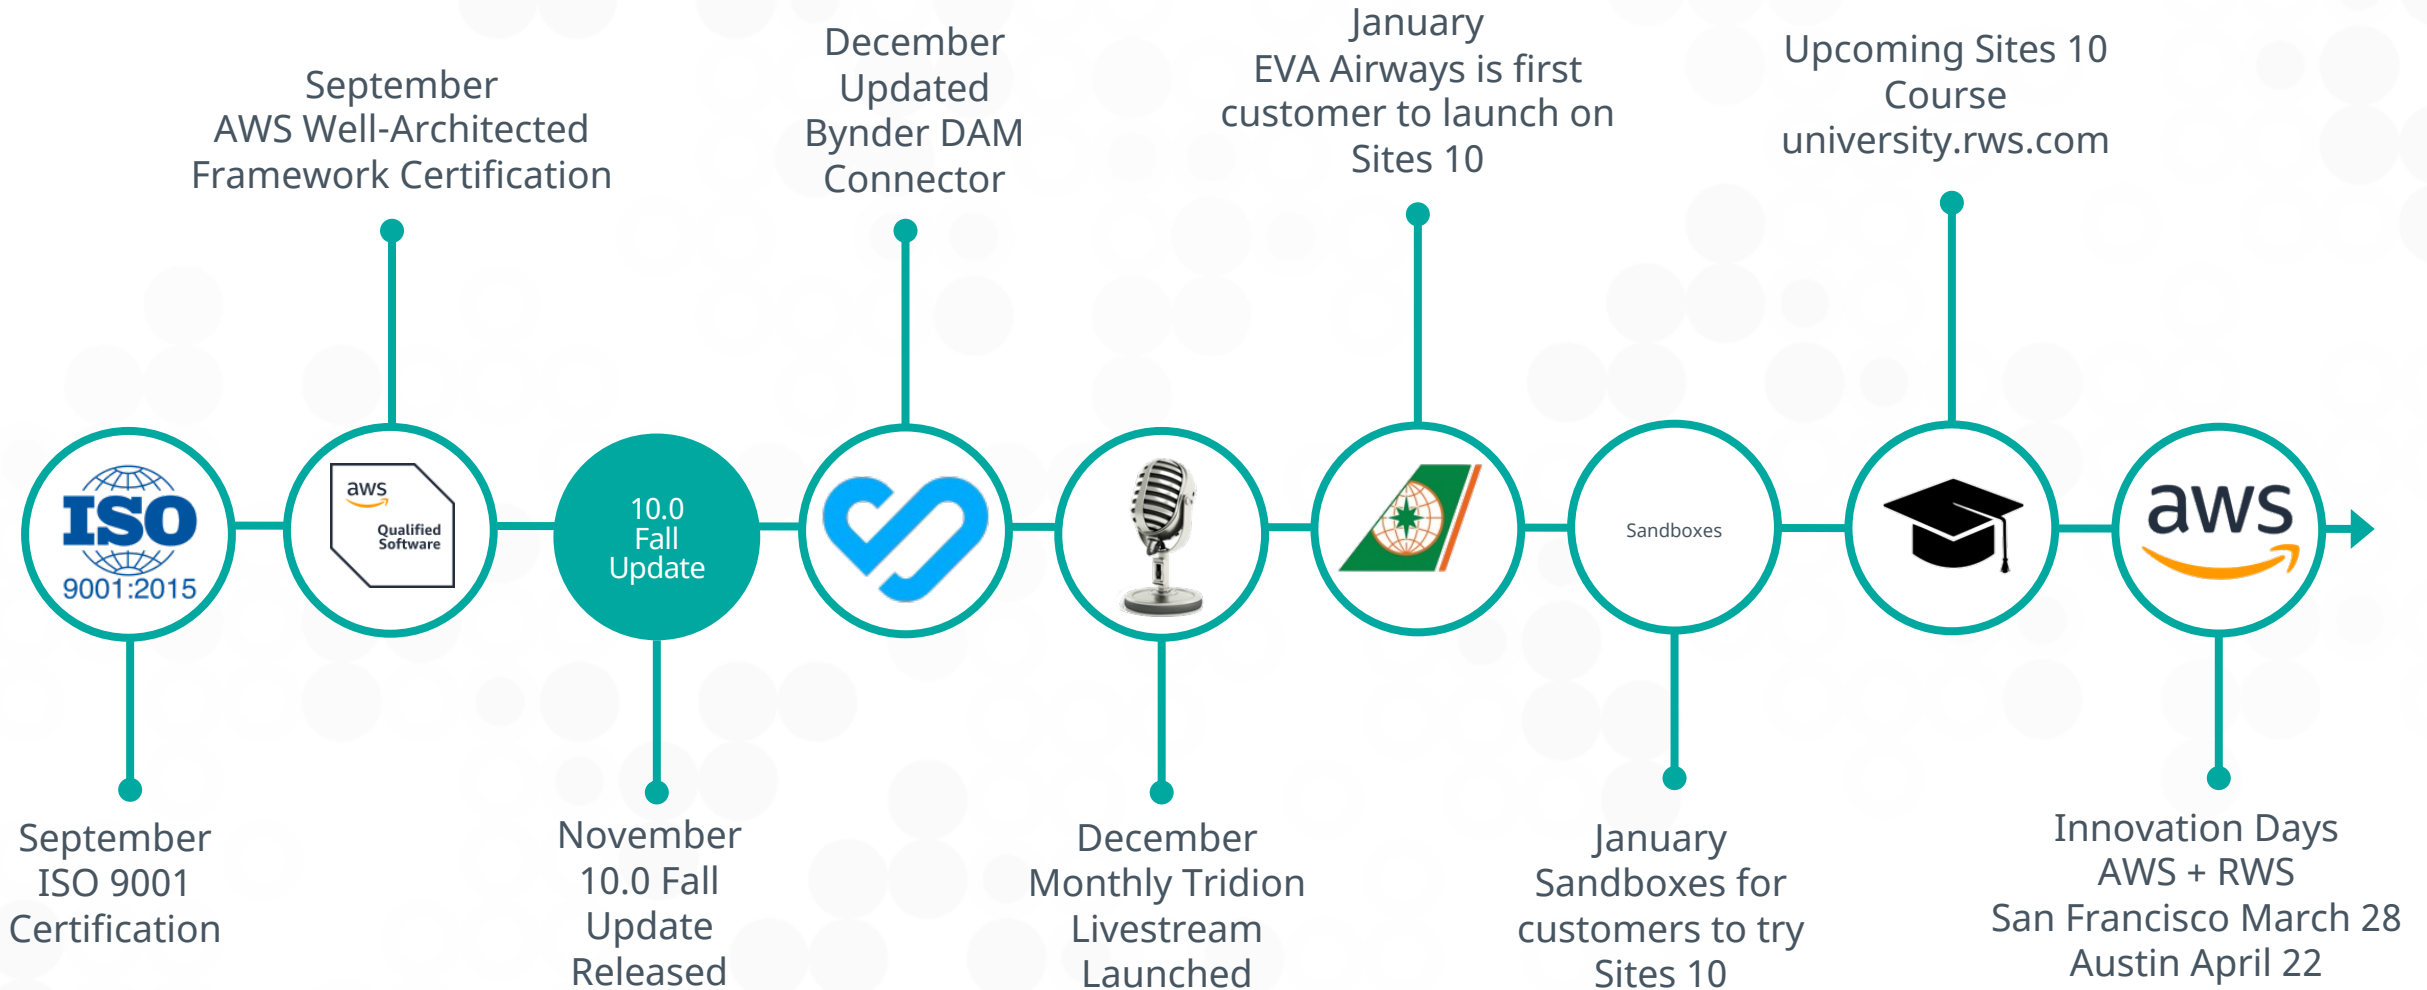 September
AWS Well-Architected
Framework Certification
December
Updated
Bynder DAM
Connector
January
EVA Airways is first
customer to launch on
Sites 10
Upcoming Sites 10
Course
university.rws.com
ISO
9001:2015
aws
Qualified
Software
10.0
Fall
Update
Sandboxes
aws
September
ISO 9001
Certification
November
10.0 Fall
Update
Released
December
Monthly Tridion
Livestream
Launched
January
Sandboxes for
customers to try
Sites 10
Innovation Days
AWS + RWS
San Francisco March 28
Austin April 22